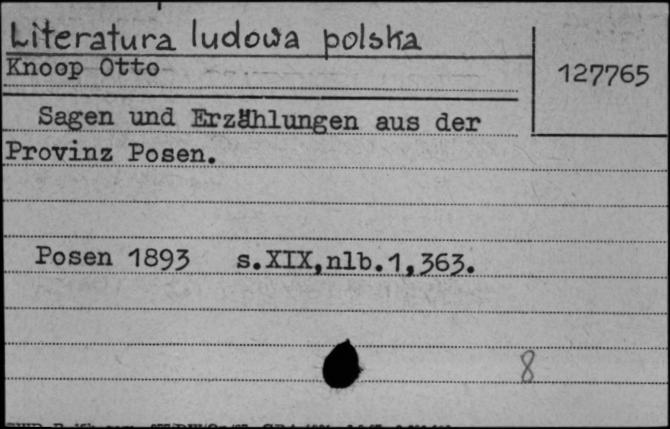 Literatura ludowa polska
Knoop Otto
127765
Sagen und Erzählungen aus der
Provinz Posen.
Posen 1893 s.XIX,nlb.1,363.
8